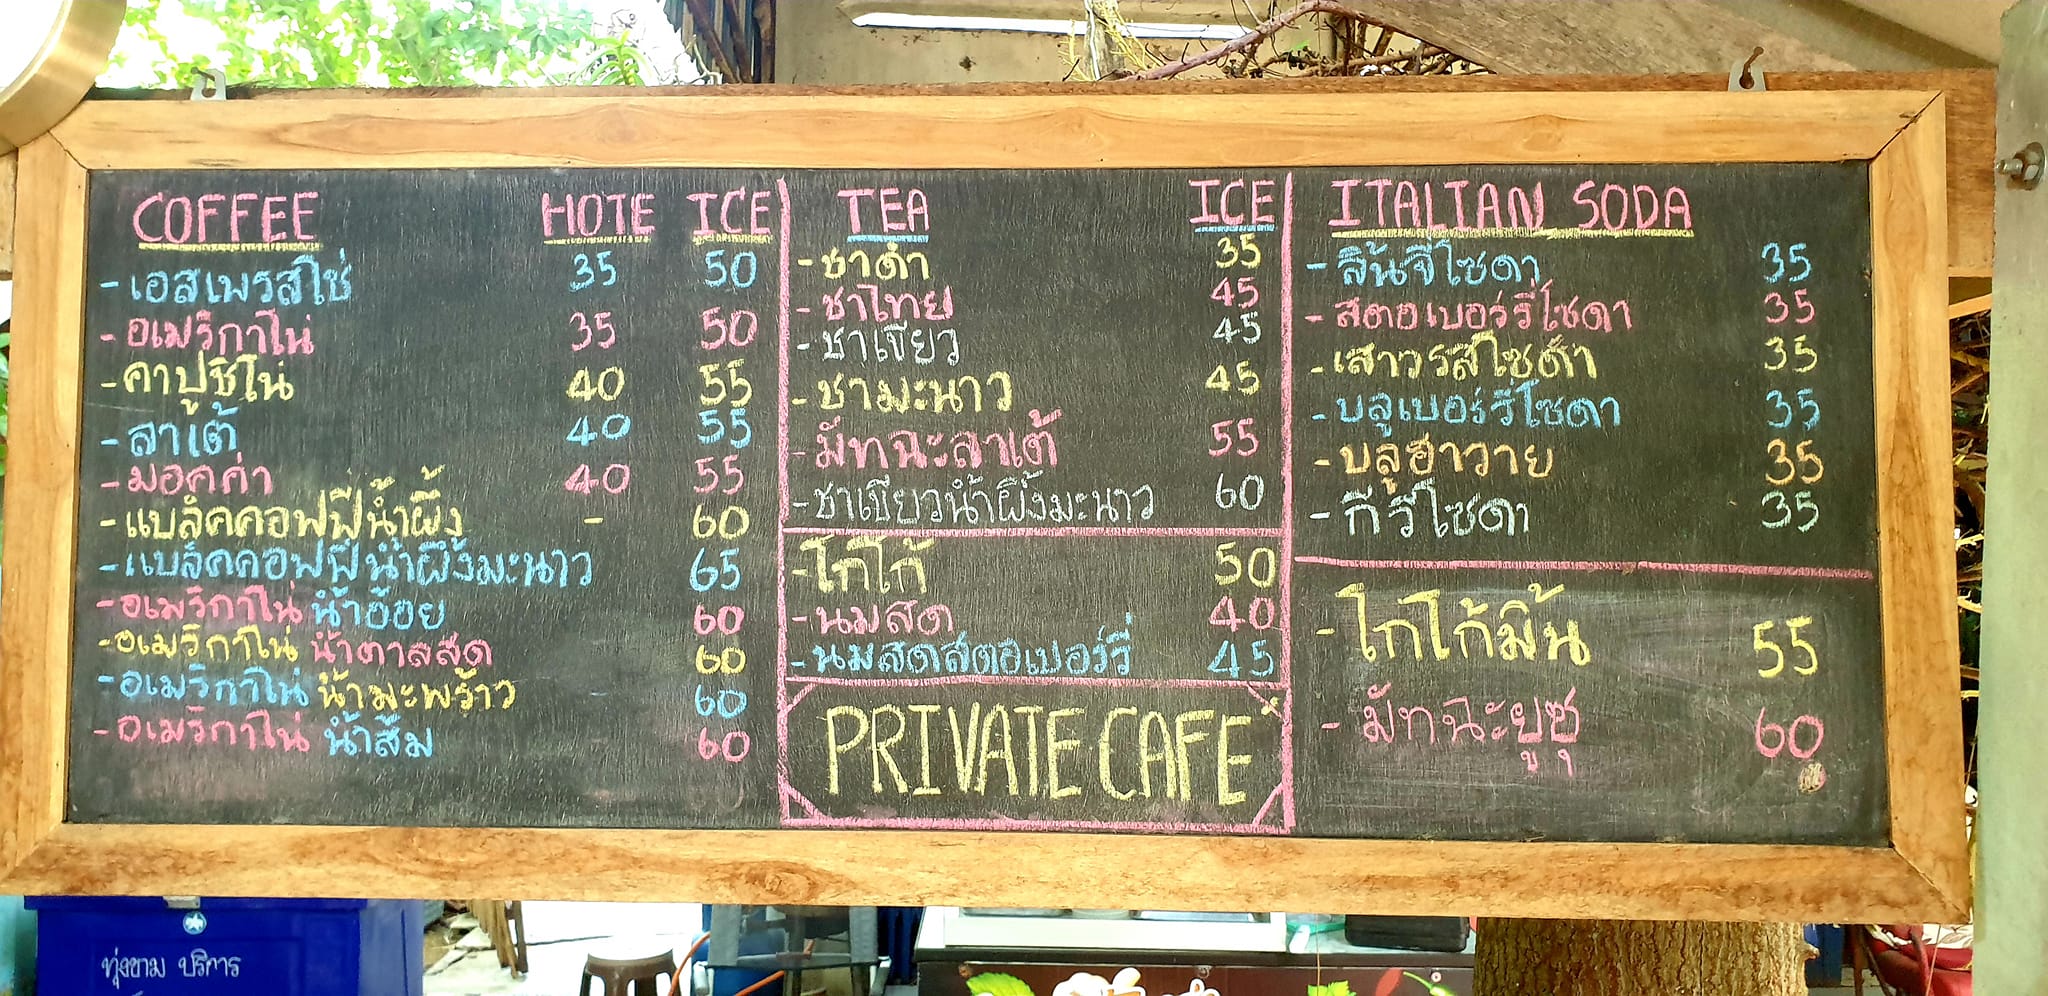 COFFEE HOTE ICE
- เอสเพรสโซ่ 35 50
- อเมริกาโน่ 35 50
- คาปูชิโน่ 40 55
- ลาเต้ 40 55
- มอคค่า 40 55
- แบล็คคอฟฟี่น้ำผึ้ง - 60
- แบล็คคอฟฟี่น้ำผึ้งมะนาว 65
- อเมริกาโน่ น้ำอ้อย 60
- อเมริกาโน่ น้ำตาลสด 60
- อเมริกาโน่ น้ำมะพร้าว 60
- อเมริกาโน่ น้ำส้ม 60
TEA ICE
- ชาดำ 35
- ชาไทย 45
- ชาเขียว 45
- ชามะนาว 45
- มัทฉะลาเต้ 55
- ชาเขียวน้ำผึ้งมะนาว 60
- โกโก้ 50
- นมสด 40
- นมสดสตอเบอร์รี่ 45
PRIVATE CAFE
ITALIAN SODA
- ลิ้นจี่โซดา 35
- สตอเบอร์รี่โซดา 35
- เสาวรสโซดา 35
- บลูเบอร์รี่โซดา 35
- บลูฮาวาย 35
- กีวีโซดา 35
- โกโก้มิ้น 55
- มัทฉะยูซุ 60
ทุ่งขาม บริการ